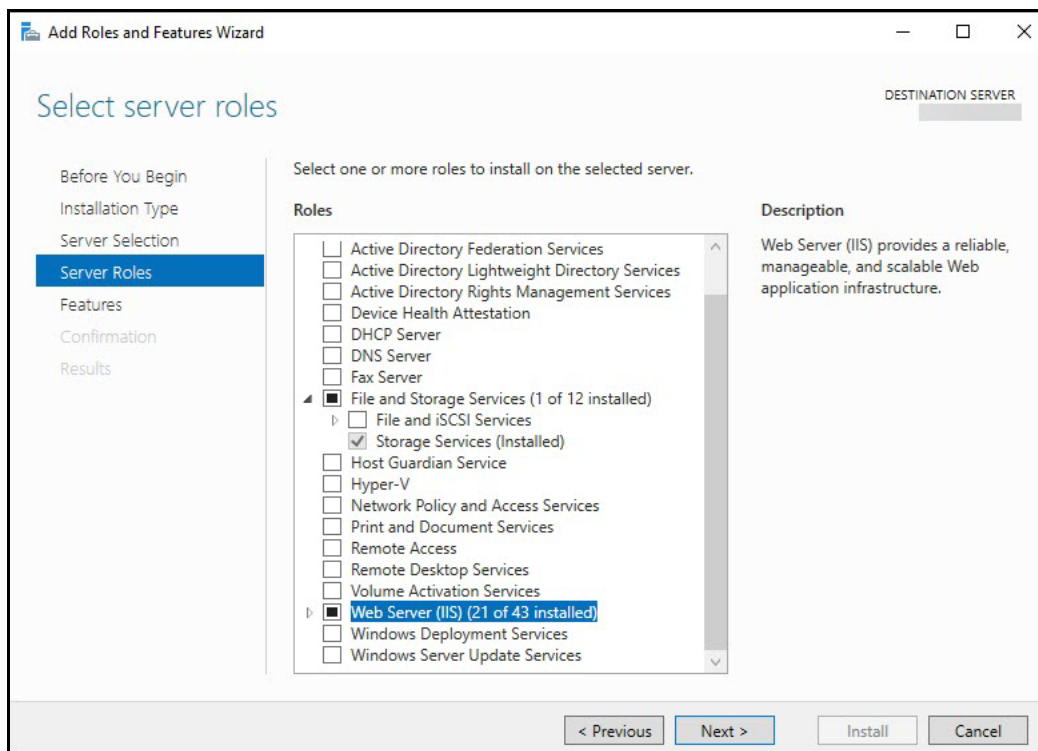 Add Roles and Features Wizard
Select server roles
DESTINATION SERVER
Before You Begin
Installation Type
Server Selection
Server Roles
Features
Confirmation
Results
Select one or more roles to install on the selected server.
Roles
Active Directory Federation Services
Active Directory Lightweight Directory Services
Active Directory Rights Management Services
Device Health Attestation
DHCP Server
DNS Server
Fax Server
File and Storage Services (1 of 12 installed)
File and iSCSI Services
Storage Services (Installed)
Host Guardian Service
Hyper-V
Network Policy and Access Services
Print and Document Services
Remote Access
Remote Desktop Services
Volume Activation Services
Web Server (IIS) (21 of 43 installed)
Windows Deployment Services
Windows Server Update Services
Description
Web Server (IIS) provides a reliable,
manageable, and scalable Web
application infrastructure.
< Previous
Next >
Install
Cancel